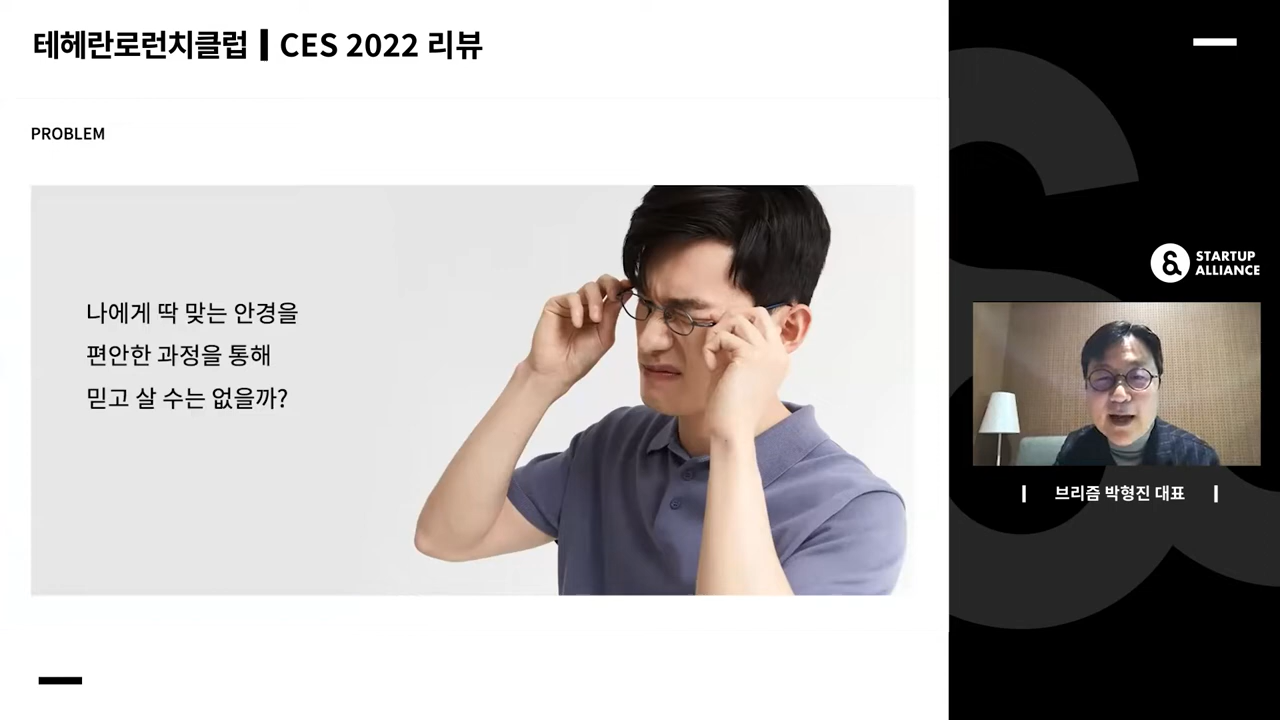 테헤란로런치클럽 | CES 2022 리뷰
PROBLEM
나에게 딱 맞는 안경을
편안한 과정을 통해
믿고 살 수는 없을까?
STARTUP
ALLIANCE
브리즘 박형진 대표